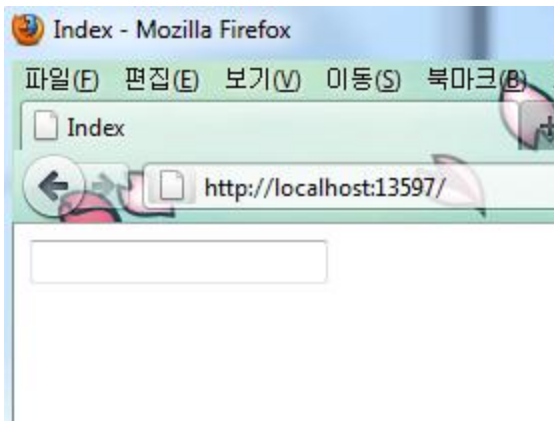 Index - Mozilla Firefox
파일(F) 편집(E) 보기(V) 이동(S) 북마크(B)
Index
http://localhost:13597/